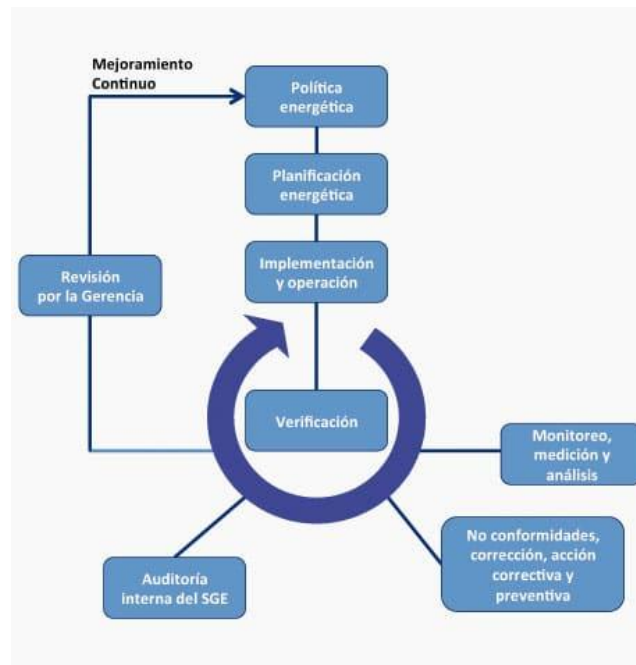 Mejoramiento
Continuo
Política
energética
Planificación
energética
Implementación
y operación
Revisión
por la Gerencia
Verificación
Monitoreo,
medición y
análisis
No conformidades,
corrección, acción
correctiva y
preventiva
Auditoría
interna del SGE